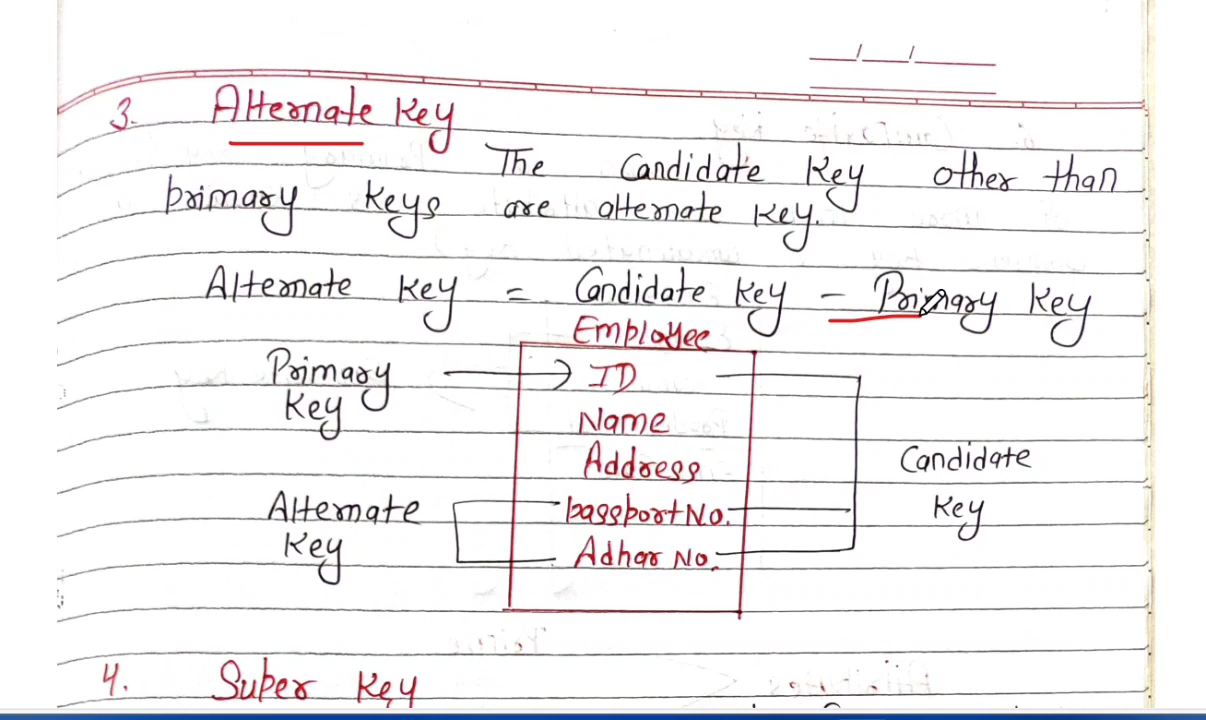 3. Alternate Key
The Candidate Key other than
primary Keys are alternate Key.
Alternate Key = Candidate Key - Primary Key
Employee
Primary Key
ID
Name
Address
Candidate Key
Alternate Key
passport No.
Adhar No.
4. Super Key